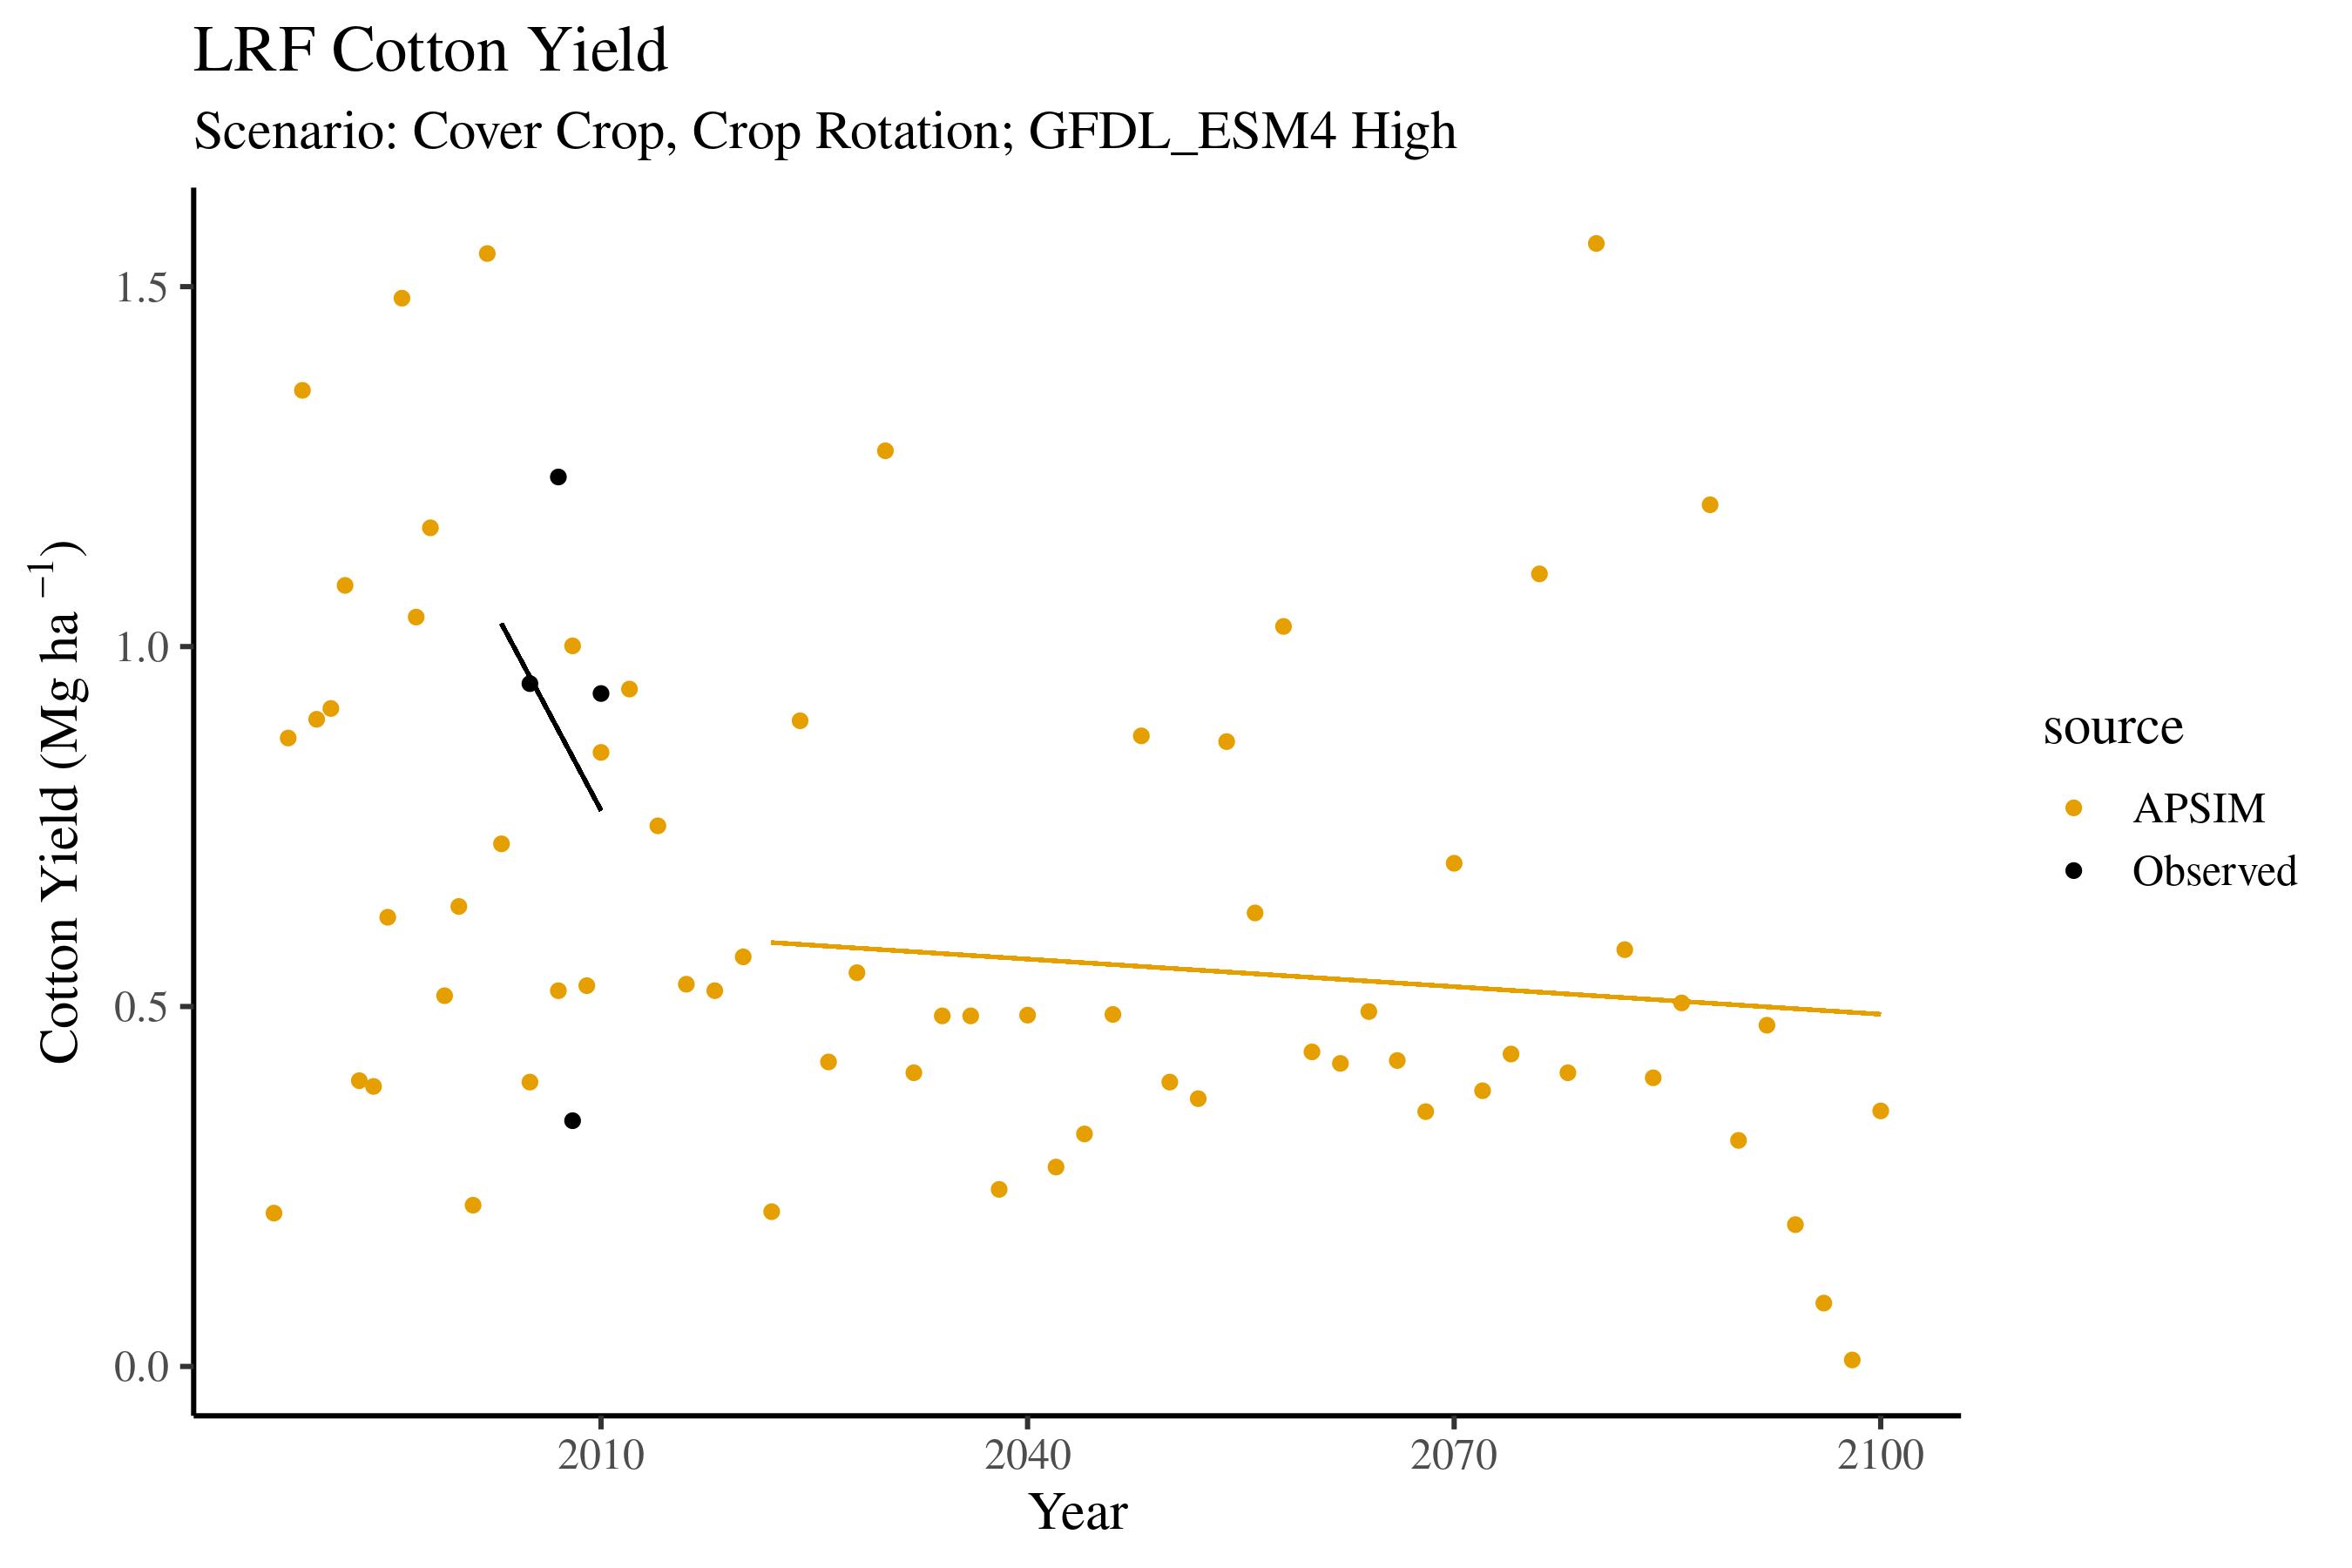 LRF Cotton Yield
Scenario: Cover Crop, Crop Rotation; GFDL_ESM4 High
Cotton Yield (Mg ha −1)
1.5
1.0
0.5
0.0
2010 2040 2070 2100
Year
source
APSIM
Observed